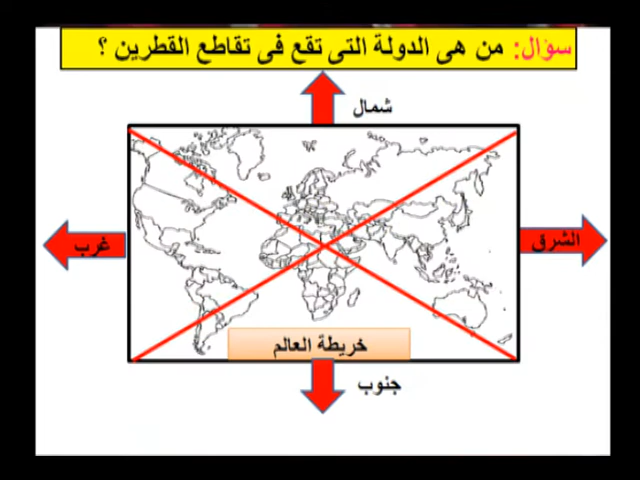 سؤال: من هى الدولة التى تقع فى تقاطع القطرين ؟
شمال
الشرق
غرب
خريطة العالم
جنوب